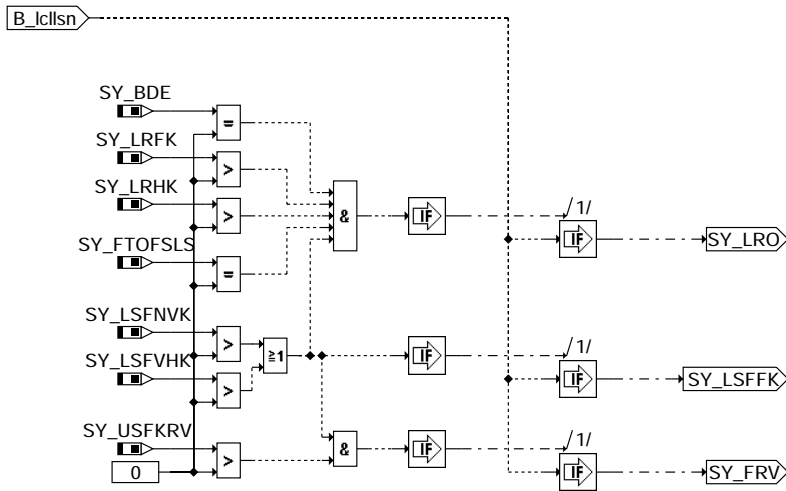 B_lcllsn
SY_BDE
=
SY_LRFK
>
SY_LRHK
>
&
IF
/1/
IF
SY_LRO
SY_FTOFSLS
=
SY_LSFNVK
>
≧1
IF
/1/
IF
SY_LSFFK
SY_LSFVHK
>
SY_USFKRV
>
&
IF
/1/
IF
SY_FRV
0